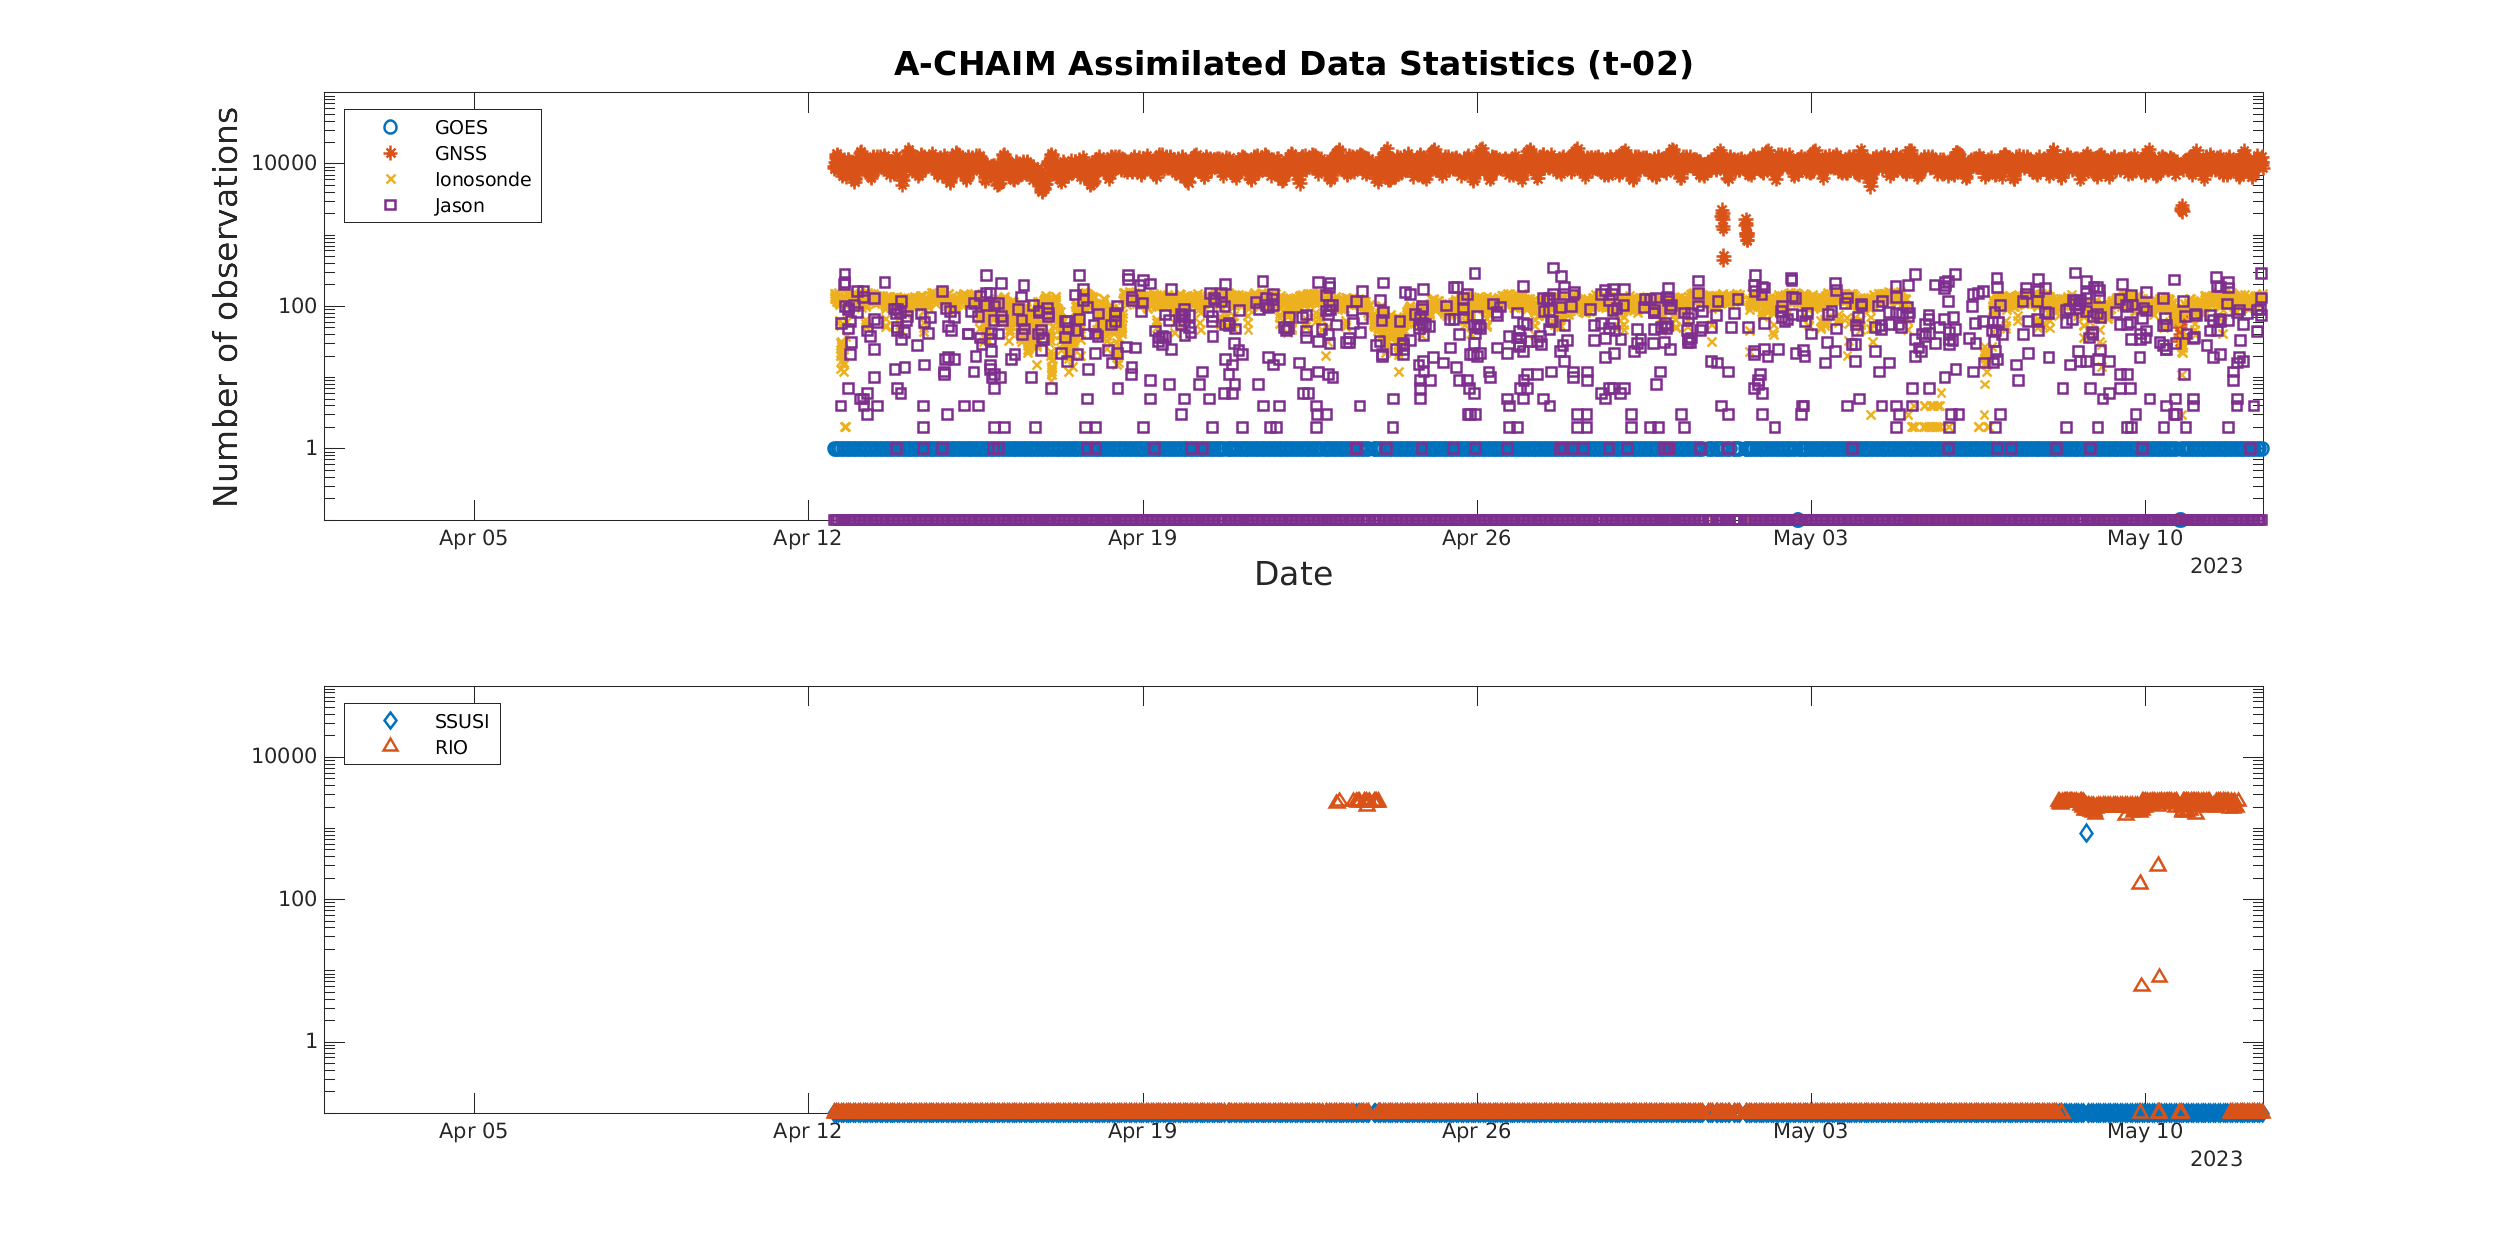 A-CHAIM Assimilated Data Statistics (t-02)
Number of observations
10000
100
1
GOES
GNSS
Ionosonde
Jason
Apr 05
Apr 12
Apr 19
Apr 26
May 03
May 10
2023
Date
10000
100
1
SSUSI
RIO
Apr 05
Apr 12
Apr 19
Apr 26
May 03
May 10
2023